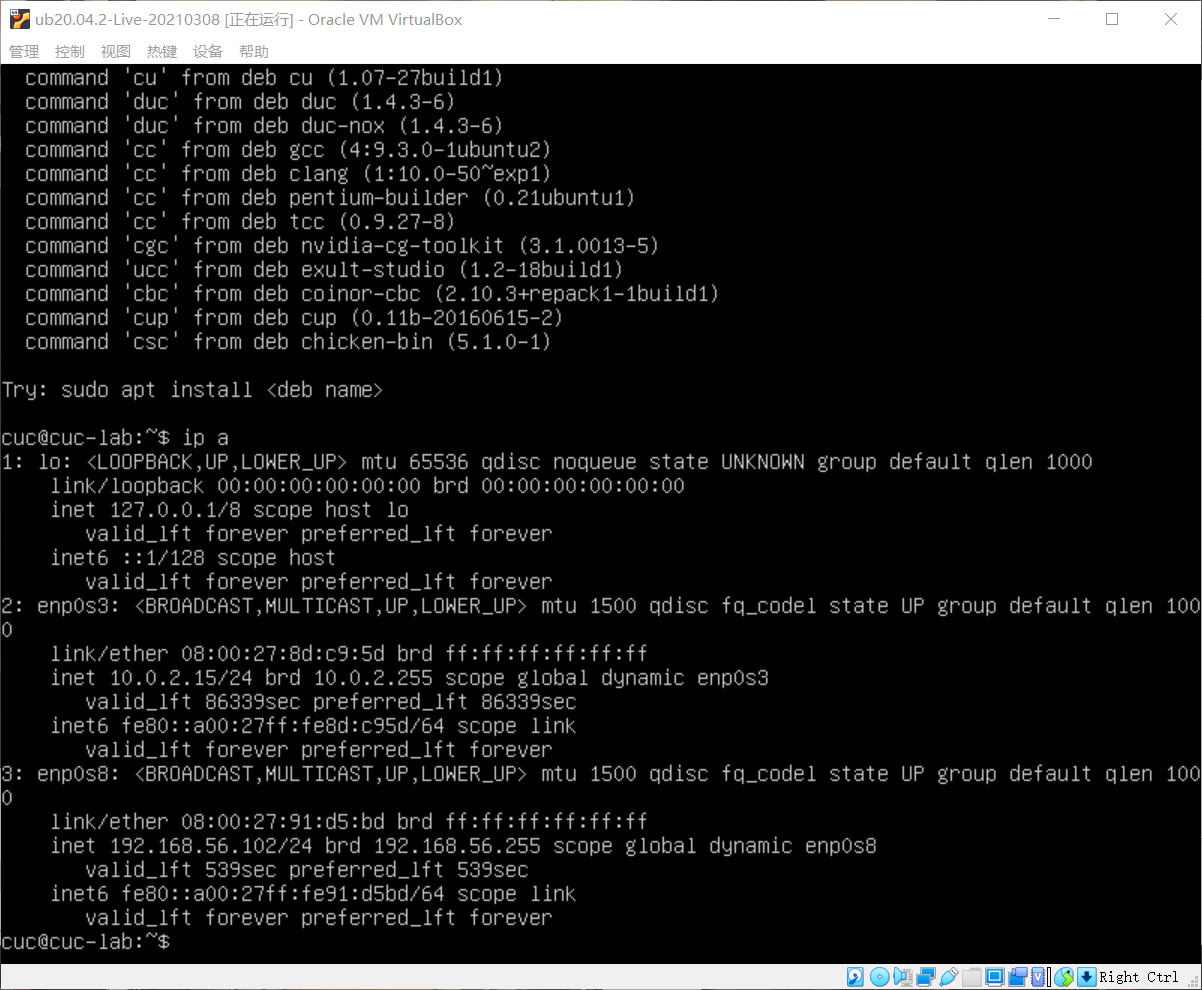 ub20.04.2-Live-20210308 [正在运行] - Oracle VM VirtualBox
管理 控制 视图 热键 设备 帮助
command 'cu' from deb cu (1.07-27build1)
command 'duc' from deb duc (1.4.3-6)
command 'duc' from deb duc-nox (1.4.3-6)
command 'cc' from deb gcc (4:9.3.0-1ubuntu2)
command 'cc' from deb clang (1:10.0-50~exp1)
command 'cc' from deb pentium-builder (0.21ubuntu1)
command 'cc' from deb tcc (0.9.27-8)
command 'cgc' from deb nvidia-cg-toolkit (3.1.0013-5)
command 'ucc' from deb exult-studio (1.2-18build1)
command 'cbc' from deb coinor-cbc (2.10.3+repack1-1build1)
command 'cup' from deb cup (0.11b-20160615-2)
command 'csc' from deb chicken-bin (5.1.0-1)
Try: sudo apt install <deb name>
cuc@cuc-lab:~$ ip a
1: lo: <LOOPBACK,UP,LOWER_UP> mtu 65536 qdisc noqueue state UNKNOWN group default qlen 1000
link/loopback 00:00:00:00:00:00 brd 00:00:00:00:00:00
inet 127.0.0.1/8 scope host lo
valid_lft forever preferred_lft forever
inet6 ::1/128 scope host
valid_lft forever preferred_lft forever
2: enp0s3: <BROADCAST,MULTICAST,UP,LOWER_UP> mtu 1500 qdisc fq_codel state UP group default qlen 100
0
link/ether 08:00:27:8d:c9:5d brd ff:ff:ff:ff:ff:ff
inet 10.0.2.15/24 brd 10.0.2.255 scope global dynamic enp0s3
valid_lft 86339sec preferred_lft 86339sec
inet6 fe80::a00:27ff:fe8d:c95d/64 scope link
valid_lft forever preferred_lft forever
3: enp0s8: <BROADCAST,MULTICAST,UP,LOWER_UP> mtu 1500 qdisc fq_codel state UP group default qlen 100
0
link/ether 08:00:27:91:d5:bd brd ff:ff:ff:ff:ff:ff
inet 192.168.56.102/24 brd 192.168.56.255 scope global dynamic enp0s8
valid_lft 539sec preferred_lft 539sec
inet6 fe80::a00:27ff:fe91:d5bd/64 scope link
valid_lft forever preferred_lft forever
cuc@cuc-lab:~$
Right Ctrl